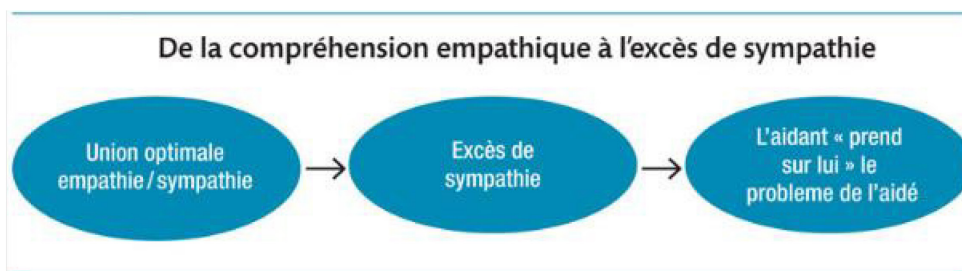 De la compréhension empathique à l'excès de sympathie
Union optimale
empathie/sympathie
Excès de
sympathie
L'aidant « prend
sur lui » le
probleme de l'aidé